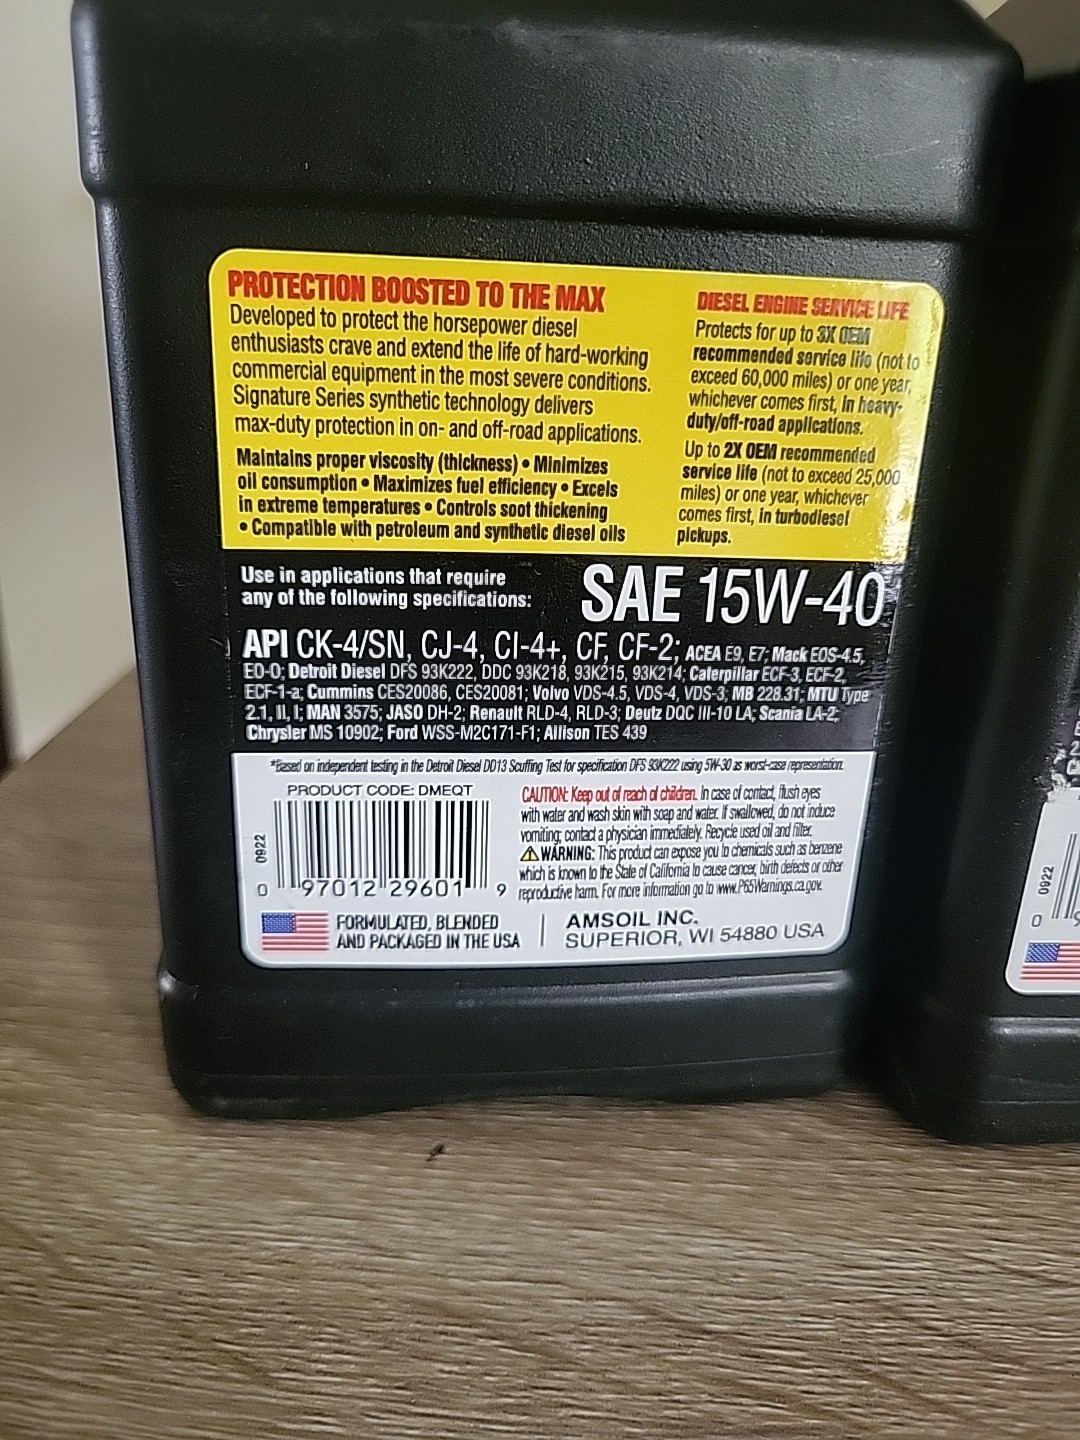 PROTECTION BOOSTED TO THE MAX
Developed to protect the horsepower diesel
enthusiasts crave and extend the life of hard-working
commercial equipment in the most severe conditions.
Signature Series synthetic technology delivers
max-duty protection in on- and off-road applications.
Maintains proper viscosity (thickness) • Minimizes
oil consumption • Maximizes fuel efficiency • Excels
in extreme temperatures • Controls soot thickening
• Compatible with petroleum and synthetic diesel oils
DIESEL ENGINE SERVICE LIFE
Protects for up to 3X OEM
recommended service life (not to
exceed 60,000 miles) or one year,
whichever comes first, in heavy-
duty/off-road applications.
Up to 2X OEM recommended
service life (not to exceed 25,000
miles) or one year, whichever
comes first, in turbodiesel
pickups.
Use in applications that require
any of the following specifications:
SAE 15W-40
API CK-4/SN, CJ-4, CI-4+, CF, CF-2; ACEA E9, E7; Mack EOS-4.5,
EO-O; Detroit Diesel DFS 93K222, DDC 93K218, 93K215, 93K214; Caterpillar ECF-3, ECF-2,
ECF-1-a; Cummins CES20086, CES20081; Volvo VDS-4.5, VDS-4, VDS-3; MB 228.31; MTU Type
2.1, II, I; MAN 3575; JASO DH-2; Renault RLD-4, RLD-3; Deutz DQC III-10 LA; Scania LA-2;
Chrysler MS 10902; Ford WSS-M2C171-F1; Allison TES 439
*Based on independent testing in the Detroit Diesel DD13 Scuffing Test for specification DFS 93K222 using 5W-30 as worst-case representation.
PRODUCT CODE: DMEQT
0922
0 97012 29601 9
CAUTION: Keep out of reach of children. In case of contact, flush eyes
with water and wash skin with soap and water. If swallowed, do not induce
vomiting; contact a physician immediately. Recycle used oil and filter.
WARNING: This product can expose you to chemicals such as benzene
which is known to the State of California to cause cancer, birth defects or other
reproductive harm. For more information go to www.P65Warnings.ca.gov.
FORMULATED, BLENDED
AND PACKAGED IN THE USA
AMSOIL INC.
SUPERIOR, WI 54880 USA
0922
0